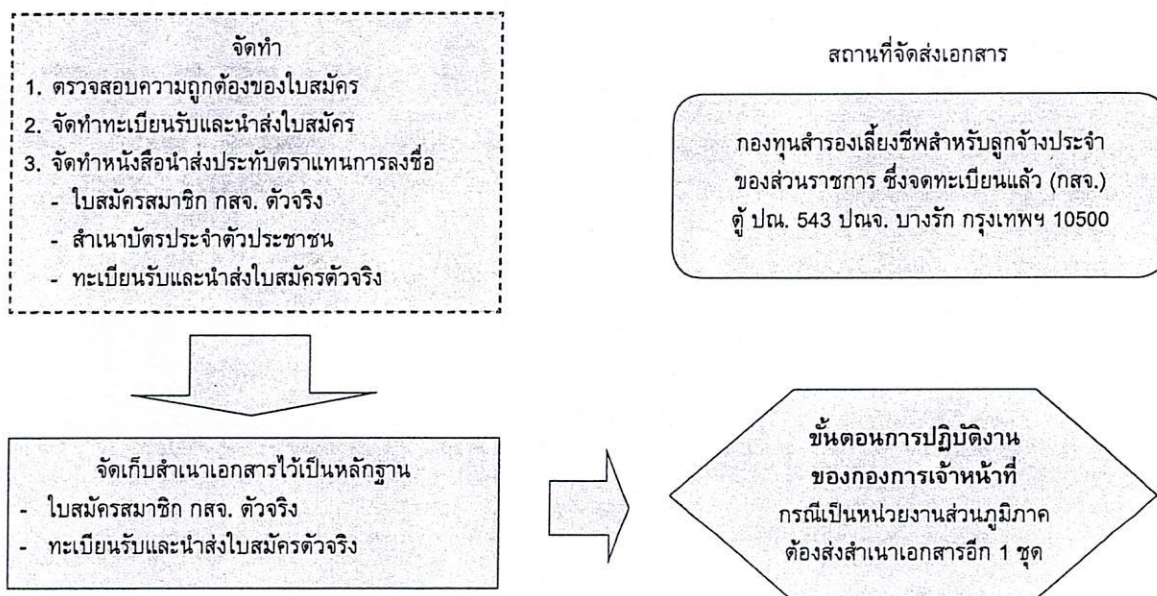 จัดทำ
1. ตรวจสอบความถูกต้องของใบสมัคร
2. จัดทำทะเบียนรับและนำส่งใบสมัคร
3. จัดทำหนังสือนำส่งประทับตราแทนการลงชื่อ
- ใบสมัครสมาชิก กสจ. ตัวจริง
- สำเนาบัตรประจำตัวประชาชน
- ทะเบียนรับและนำส่งใบสมัครตัวจริง
สถานที่จัดส่งเอกสาร
กองทุนสำรองเลี้ยงชีพสำหรับลูกจ้างประจำ
ของส่วนราชการ ซึ่งจดทะเบียนแล้ว (กสจ.)
ตู้ ปณ. 543 ปณจ. บางรัก กรุงเทพฯ 10500
จัดเก็บสำเนาเอกสารไว้เป็นหลักฐาน
- ใบสมัครสมาชิก กสจ. ตัวจริง
- ทะเบียนรับและนำส่งใบสมัครตัวจริง
ขั้นตอนการปฏิบัติงาน
ของกองการเจ้าหน้าที่
กรณีเป็นหน่วยงานส่วนภูมิภาค
ต้องส่งสำเนาเอกสารอีก 1 ชุด